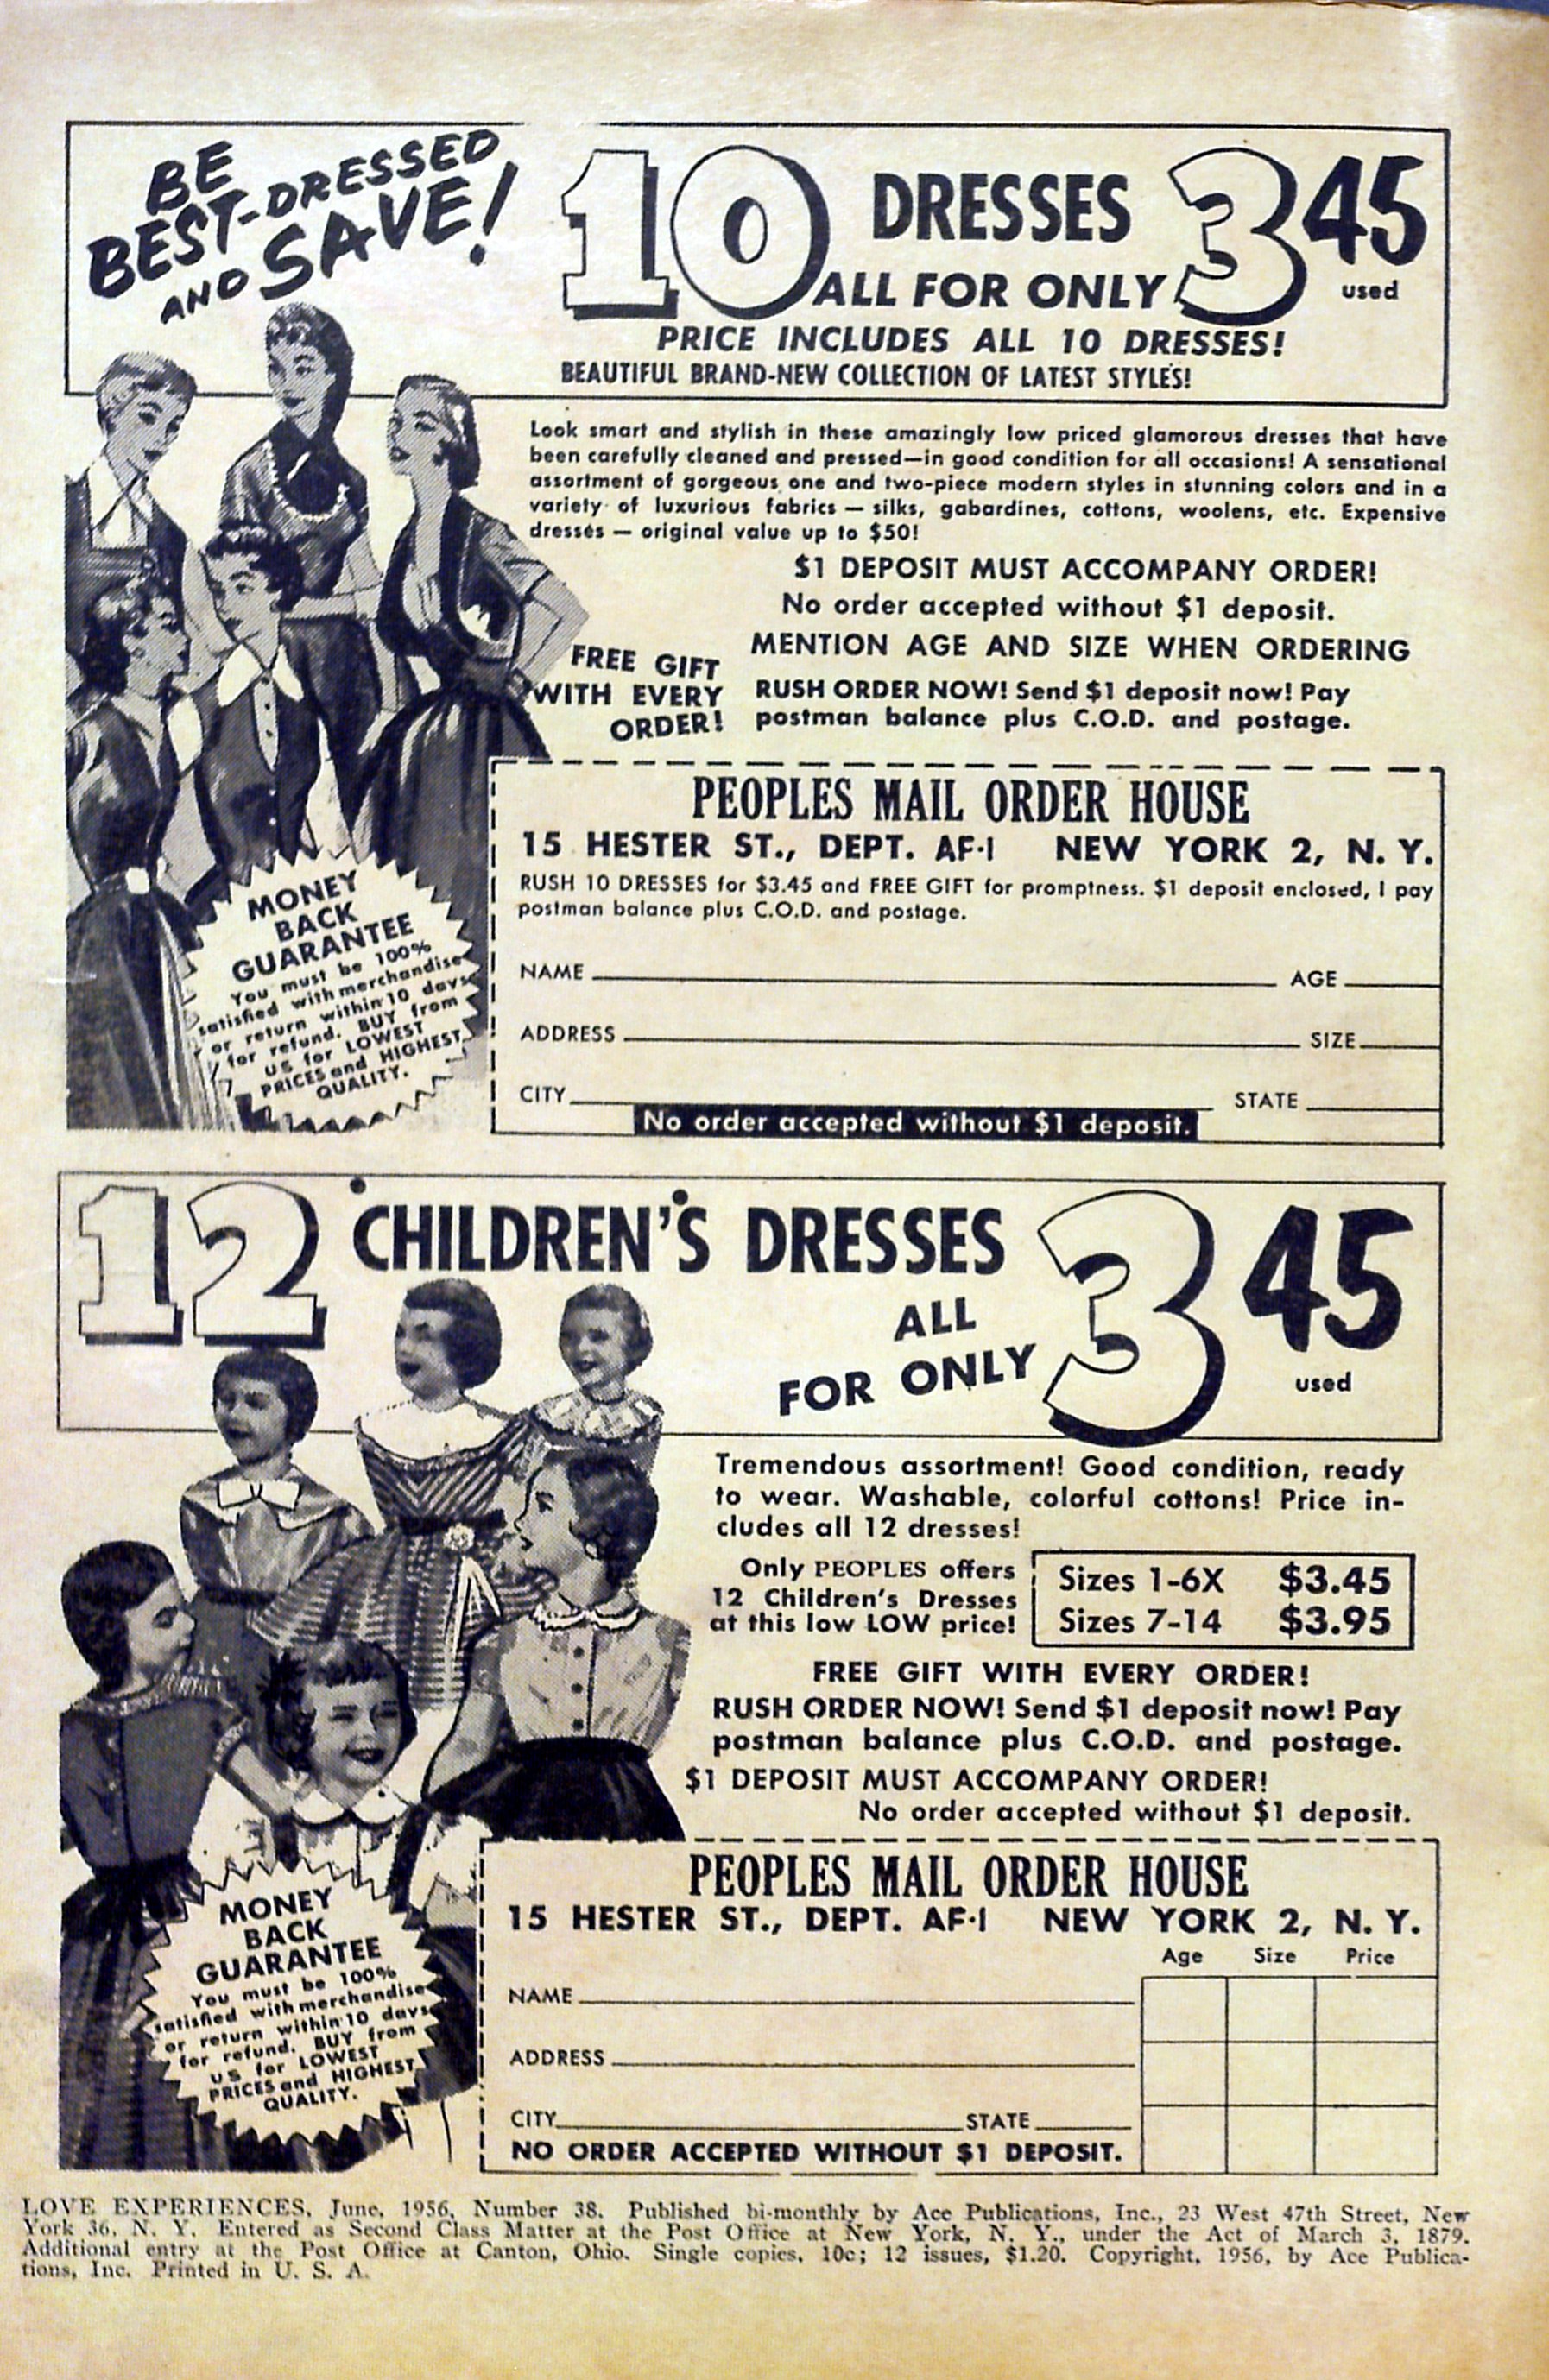 BE
BEST-DRESSED
AND SAVE!
10 DRESSES 3 45
ALL FOR ONLY used
PRICE INCLUDES ALL 10 DRESSES!
BEAUTIFUL BRAND-NEW COLLECTION OF LATEST STYLES!
Look smart and stylish in these amazingly low priced glamorous dresses that have
been carefully cleaned and pressed—in good condition for all occasions! A sensational
assortment of gorgeous one and two-piece modern styles in stunning colors and in a
variety of luxurious fabrics — silks, gabardines, cottons, woolens, etc. Expensive
dresses — original value up to $50!
$1 DEPOSIT MUST ACCOMPANY ORDER!
No order accepted without $1 deposit.
MENTION AGE AND SIZE WHEN ORDERING
FREE GIFT
WITH EVERY
ORDER!
RUSH ORDER NOW! Send $1 deposit now! Pay
postman balance plus C.O.D. and postage.
MONEY
BACK
GUARANTEE
You must be 100%
satisfied with merchandise
or return within 10 days
for refund. BUY from
us for LOWEST
PRICES and HIGHEST
QUALITY.
PEOPLES MAIL ORDER HOUSE
15 HESTER ST., DEPT. AF-1 NEW YORK 2, N. Y.
RUSH 10 DRESSES for $3.45 and FREE GIFT for promptness. $1 deposit enclosed, I pay
postman balance plus C.O.D. and postage.
NAME AGE
ADDRESS SIZE
CITY STATE
No order accepted without $1 deposit.
12 CHILDREN'S DRESSES 3 45
ALL
FOR ONLY used
Tremendous assortment! Good condition, ready
to wear. Washable, colorful cottons! Price in-
cludes all 12 dresses!
Only PEOPLES offers
12 Children's Dresses
at this low LOW price!
Sizes 1-6X $3.45
Sizes 7-14 $3.95
FREE GIFT WITH EVERY ORDER!
RUSH ORDER NOW! Send $1 deposit now! Pay
postman balance plus C.O.D. and postage.
$1 DEPOSIT MUST ACCOMPANY ORDER!
No order accepted without $1 deposit.
MONEY
BACK
GUARANTEE
You must be 100%
satisfied with merchandise
or return within 10 days
for refund. BUY from
us for LOWEST
PRICES and HIGHEST
QUALITY.
PEOPLES MAIL ORDER HOUSE
15 HESTER ST., DEPT. AF-1 NEW YORK 2, N. Y.
Age Size Price
NAME
ADDRESS
CITY STATE
NO ORDER ACCEPTED WITHOUT $1 DEPOSIT.
LOVE EXPERIENCES, June, 1956, Number 38. Published bi-monthly by Ace Publications, Inc., 23 West 47th Street, New
York 36, N. Y. Entered as Second Class Matter at the Post Office at New York, N. Y., under the Act of March 3, 1879.
Additional entry at the Post Office at Canton, Ohio. Single copies, 10c; 12 issues, $1.20. Copyright, 1956, by Ace Publica-
tions, Inc. Printed in U. S. A.